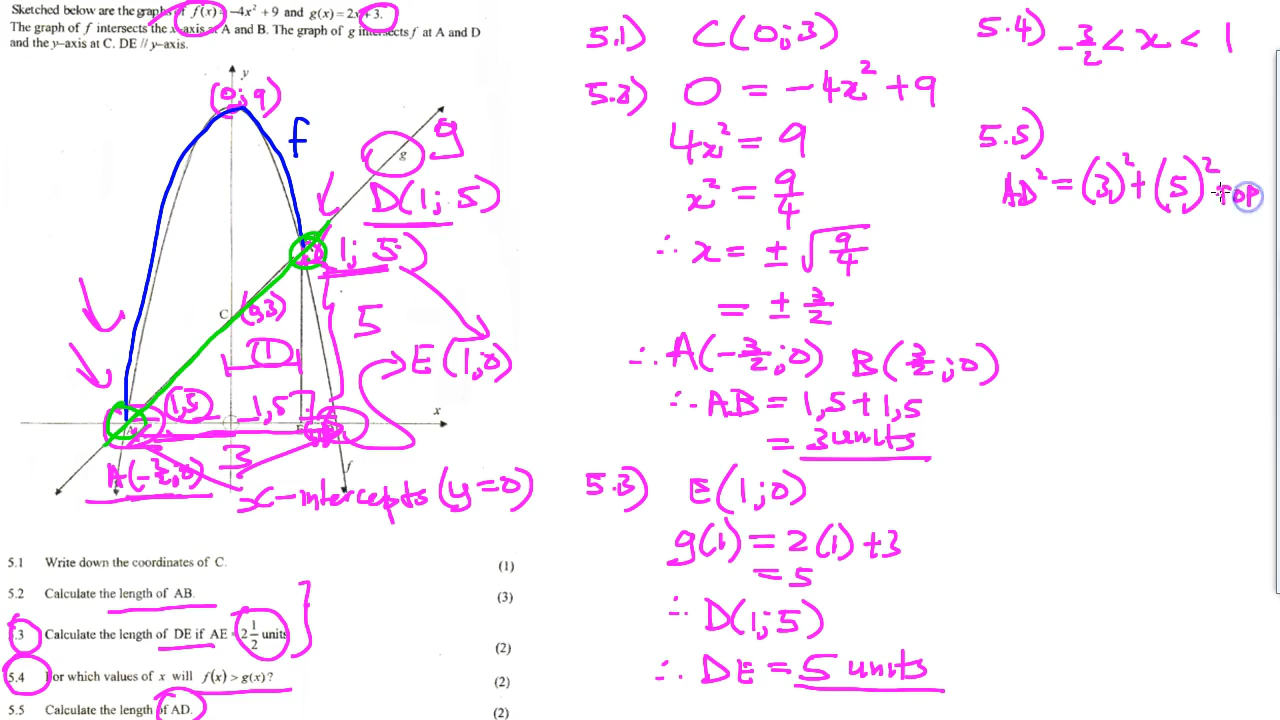 Sketched below are the graphs of f(x) = −4x² + 9 and g(x) = 2x + 3.
The graph of f intersects the x-axis at A and B. The graph of g intersects f at A and D
and the y-axis at C. DE // y-axis.
y
(0; 9)
f
g
g
D(1; 5)
(1; 5)
C
(0,3)
5
(1)
E(1,0)
(1,5)
1,5
x
A
E
3
A(-3/2; 0)
f
x-intercepts (y=0)
5.1 Write down the coordinates of C. (1)
5.2 Calculate the length of AB. (3)
5.3 Calculate the length of DE if AE = 2 1/2 units (2)
5.4 For which values of x will f(x) > g(x)? (2)
5.5 Calculate the length of AD. (2)
5.1) C(0; 3)
5.2) 0 = -4x² + 9
4x² = 9
x² = 9/4
∴ x = ± √(9/4)
= ± 3/2
∴ A(-3/2; 0) B(3/2; 0)
∴ AB = 1,5 + 1,5
= 3 units
5.3) E(1; 0)
g(1) = 2(1) + 3
= 5
∴ D(1; 5)
∴ DE = 5 units
5.4) -3/2 < x < 1
5.5)
AD² = (3)² + (5)²